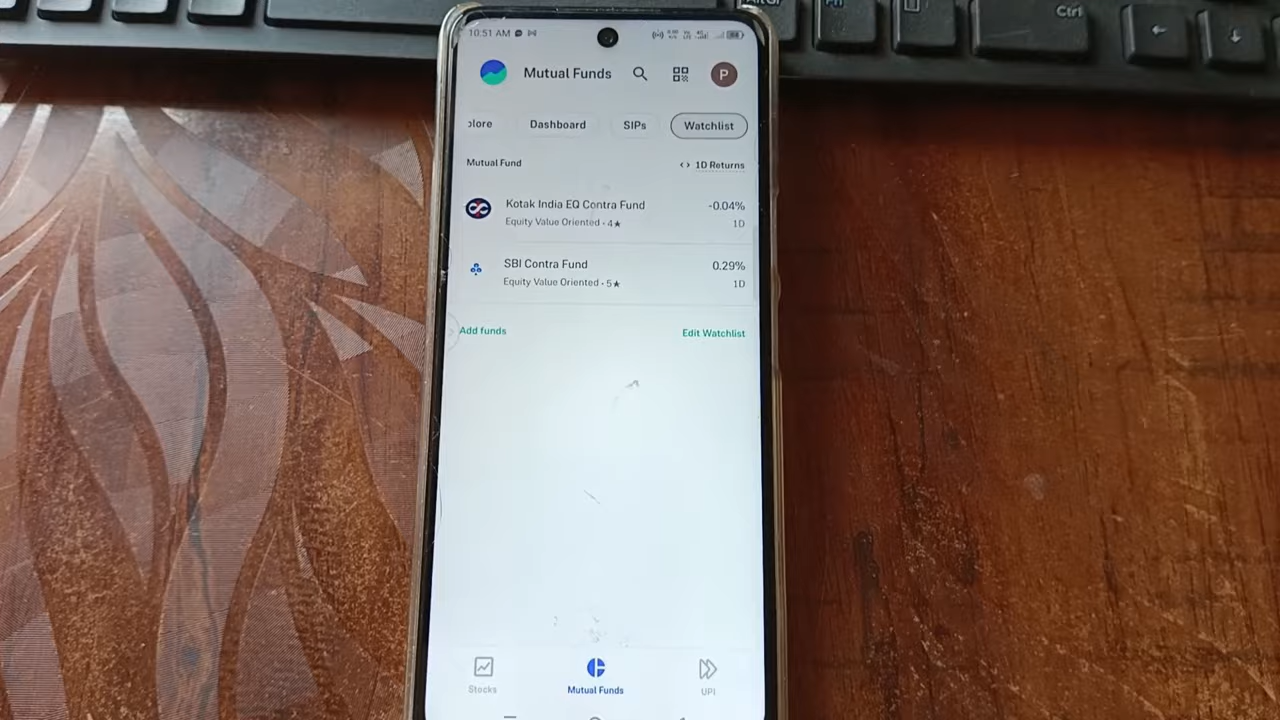 10:51 AM
Mutual Funds
P
plore
Dashboard
SIPs
Watchlist
Mutual Fund
<> 1D Returns
Kotak India EQ Contra Fund
-0.04%
Equity Value Oriented • 4★
1D
SBI Contra Fund
0.29%
Equity Value Oriented • 5★
1D
Add funds
Edit Watchlist
Stocks
Mutual Funds
UPI
Ctrl